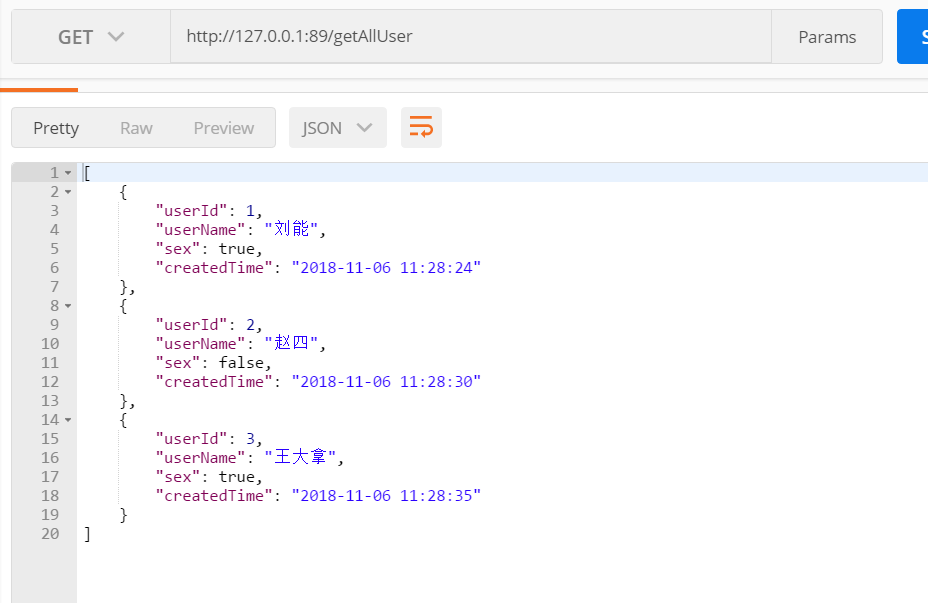 GET http://127.0.0.1:89/getAllUser Params S
Pretty Raw Preview JSON
1 [
2 {
3 "userId": 1,
4 "userName": "刘能",
5 "sex": true,
6 "createdTime": "2018-11-06 11:28:24"
7 },
8 {
9 "userId": 2,
10 "userName": "赵四",
11 "sex": false,
12 "createdTime": "2018-11-06 11:28:30"
13 },
14 {
15 "userId": 3,
16 "userName": "王大拿",
17 "sex": true,
18 "createdTime": "2018-11-06 11:28:35"
19 }
20 ]